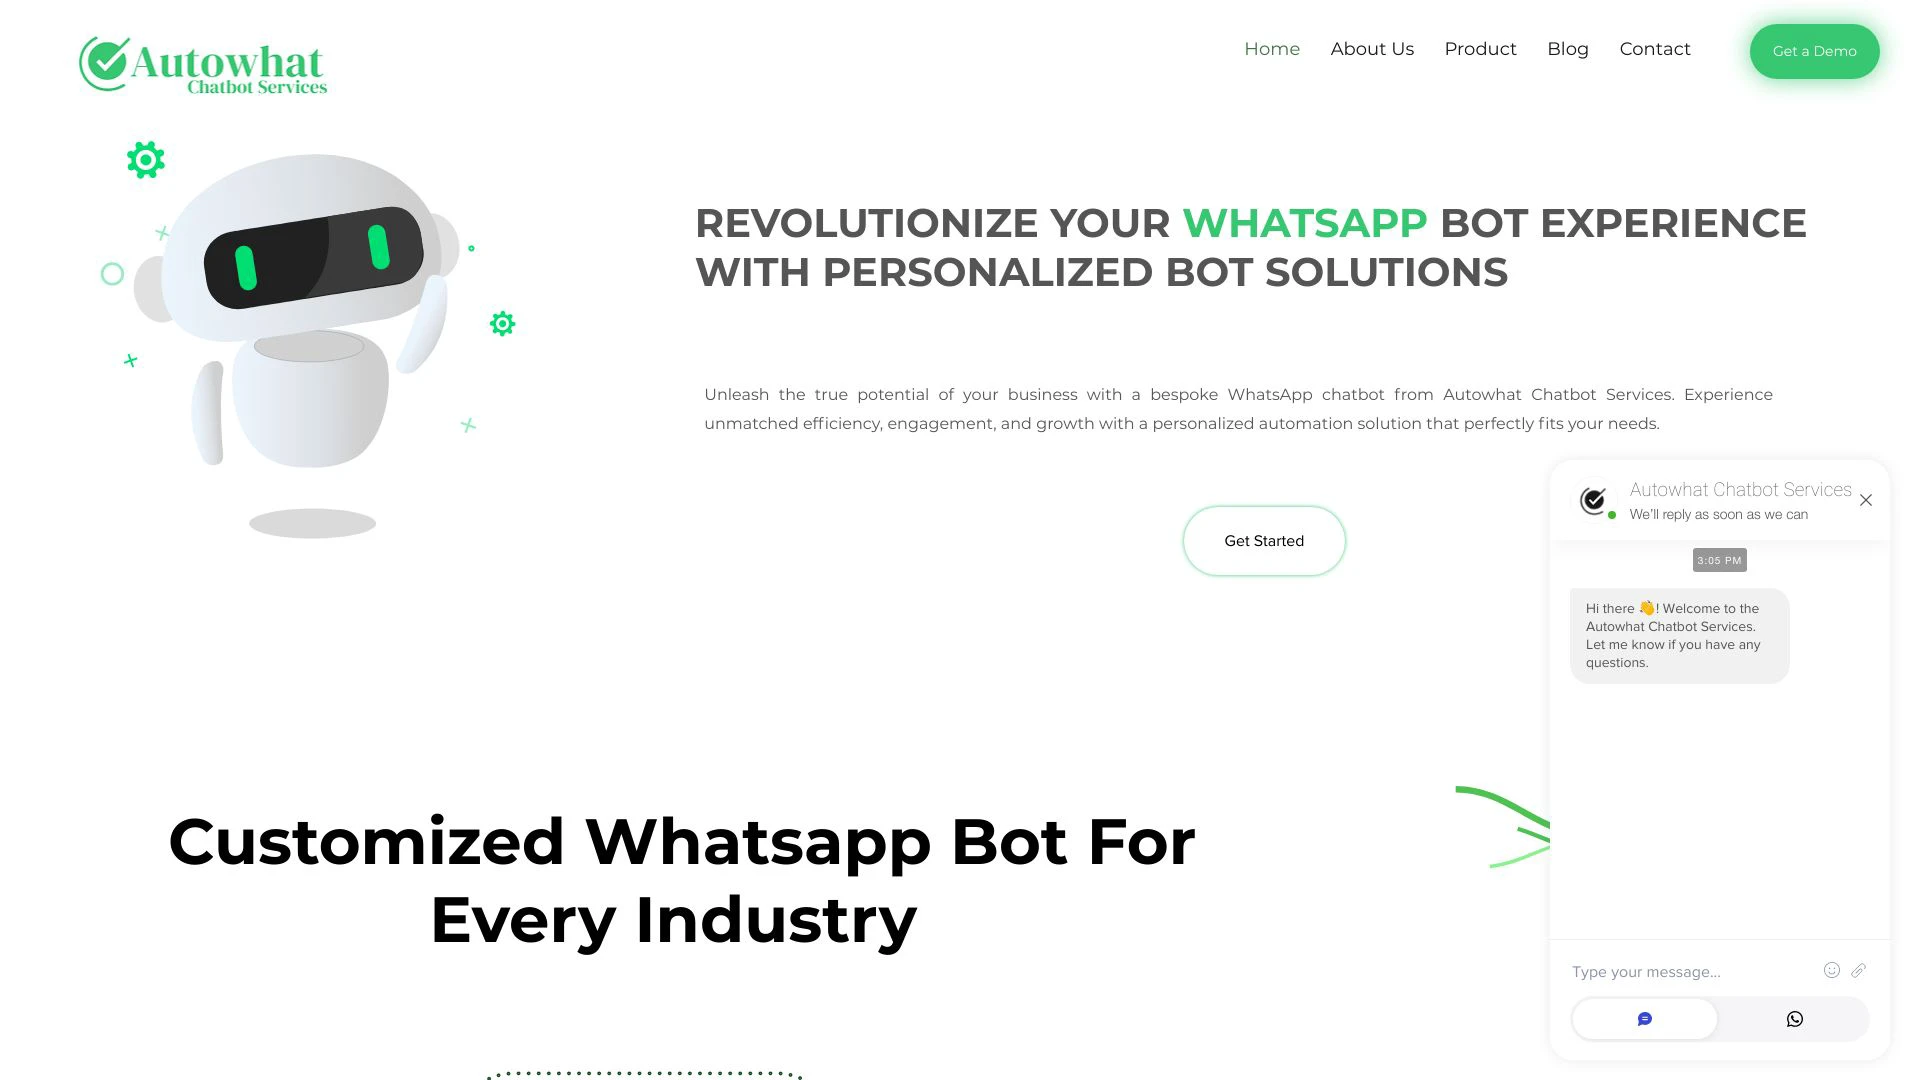 Autowhat
Chatbot Services
Home
About Us
Product
Blog
Contact
Get a Demo
REVOLUTIONIZE YOUR WHATSAPP BOT EXPERIENCE
WITH PERSONALIZED BOT SOLUTIONS
Unleash the true potential of your business with a bespoke WhatsApp chatbot from Autowhat Chatbot Services. Experience
unmatched efficiency, engagement, and growth with a personalized automation solution that perfectly fits your needs.
Get Started
Customized Whatsapp Bot For
Every Industry
Autowhat Chatbot Services
We'll reply as soon as we can
3:05 PM
Hi there 👋! Welcome to the
Autowhat Chatbot Services.
Let me know if you have any
questions.
Type your message...